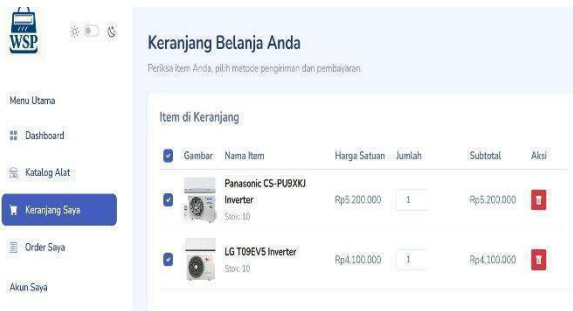 WSP
Keranjang Belanja Anda
Periksa item Anda, pilih metode pengiriman dan pembayaran.
Menu Utama
Dashboard
Katalog Alat
Keranjang Saya
Order Saya
Akun Saya
Item di Keranjang
Gambar Nama Item Harga Satuan Jumlah Subtotal Aksi
Panasonic CS-PU9XKJ
Inverter
Stok: 10
Rp5.200.000 1 Rp5.200.000
LG T09EV5 Inverter
Stok: 10
Rp4.100.000 1 Rp4.100.000